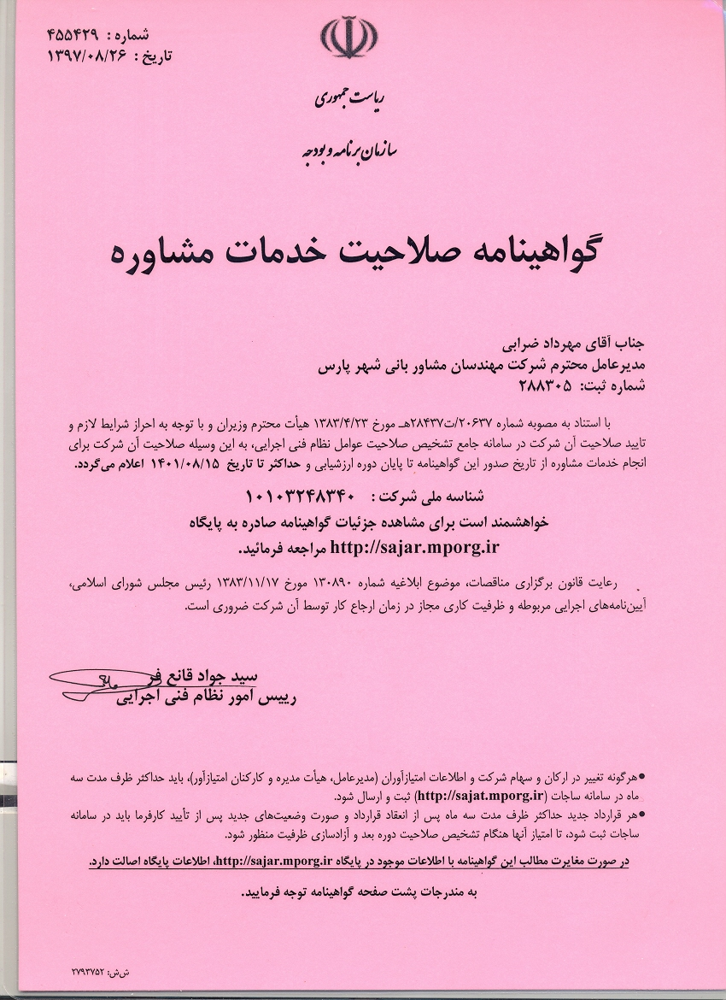 شماره : ۴۵۵۴۲۹
تاریخ : ۱۳۹۷/۰۸/۲۶
ریاست جمهوری
سازمان برنامه و بودجه
گواهینامه صلاحیت خدمات مشاوره
جناب آقای مهرداد ضرابی
مدیرعامل محترم شرکت مهندسان مشاور بانی شهر پارس
شماره ثبت: ۲۸۸۳۰۵
با استناد به مصوبه شماره ۲۰۶۳۷/ت۲۸۴۳۷هـ مورخ ۱۳۸۳/۴/۲۳ هیأت محترم وزیران و با توجه به احراز شرایط لازم و
تایید صلاحیت آن شرکت در سامانه جامع تشخیص صلاحیت عوامل نظام فنی اجرایی، به این وسیله صلاحیت آن شرکت برای
انجام خدمات مشاوره از تاریخ صدور این گواهینامه تا پایان دوره ارزشیابی و حداکثر تا تاریخ ۱۴۰۱/۰۸/۱۵ اعلام می‌گردد.
شناسه ملی شرکت : ۱۰۱۰۳۲۴۸۳۴۰
خواهشمند است برای مشاهده جزئیات گواهینامه صادره به پایگاه
http://sajar.mporg.ir مراجعه فرمائید.
رعایت قانون برگزاری مناقصات، موضوع ابلاغیه شماره ۱۳۰۸۹۰ مورخ ۱۳۸۳/۱۱/۱۷ رئیس مجلس شورای اسلامی،
آیین‌نامه‌های اجرایی مربوطه و ظرفیت کاری مجاز در زمان ارجاع کار توسط آن شرکت ضروری است.
سید جواد قانع فر
رییس امور نظام فنی اجرایی
●هرگونه تغییر در ارکان و سهام شرکت و اطلاعات امتیازآوران (مدیرعامل، هیأت مدیره و کارکنان امتیازآور)، باید حداکثر ظرف مدت سه
ماه در سامانه ساجات (http://sajat.mporg.ir) ثبت و ارسال شود.
●هر قرارداد جدید حداکثر ظرف مدت سه ماه پس از انعقاد قرارداد و صورت وضعیت‌های جدید پس از تأیید کارفرما باید در سامانه
ساجات ثبت شود، تا امتیاز آنها هنگام تشخیص صلاحیت دوره بعد و آزادسازی ظرفیت منظور شود.
در صورت مغایرت مطالب این گواهینامه با اطلاعات موجود در پایگاه http://sajar.mporg.ir، اطلاعات پایگاه اصالت دارد.
به مندرجات پشت صفحه گواهینامه توجه فرمایید.
ش‌ش: ۲۷۹۳۷۵۲